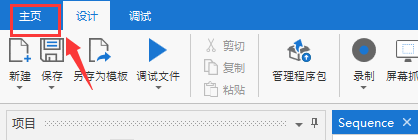 主页 设计 调试
剪切
复制
粘贴
新建 保存 另存为模板 调试文件 管理程序包 录制 屏幕抓
项目 Sequence